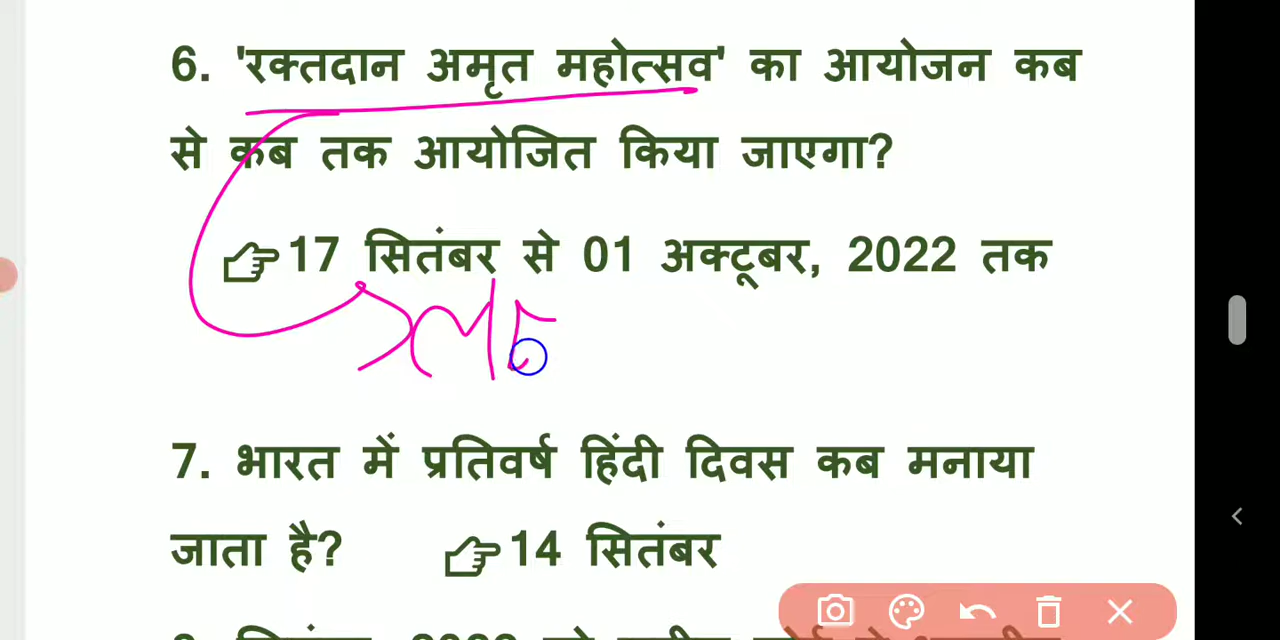 6. 'रक्तदान अमृत महोत्सव' का आयोजन कब
से कब तक आयोजित किया जाएगा?
17 सितंबर से 01 अक्टूबर, 2022 तक
7. भारत में प्रतिवर्ष हिंदी दिवस कब मनाया
जाता है? 14 सितंबर